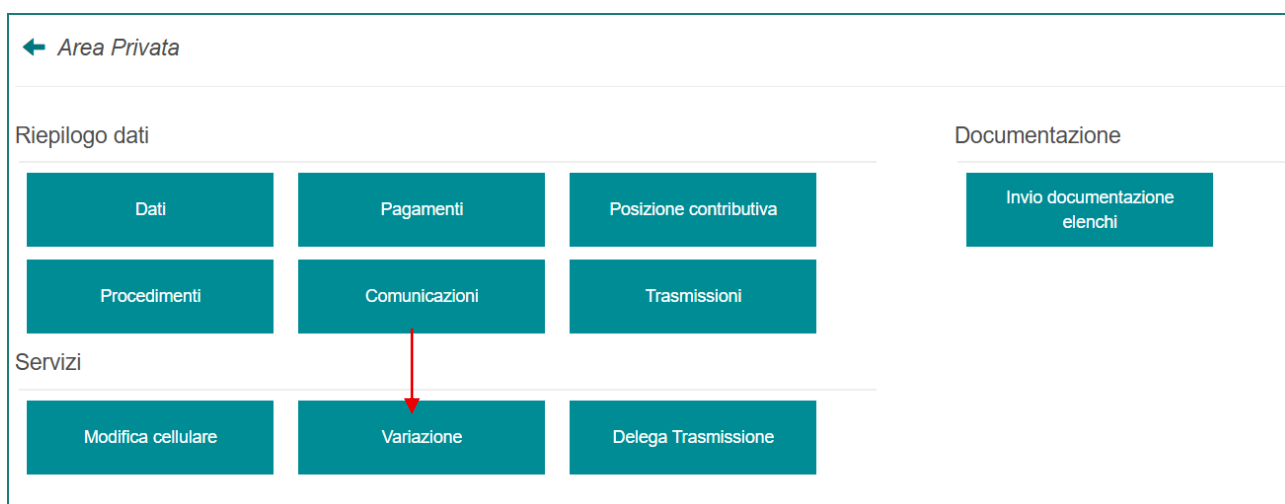 Area Privata
Riepilogo dati
Documentazione
Dati
Pagamenti
Posizione contributiva
Invio documentazione
elenchi
Procedimenti
Comunicazioni
Trasmissioni
Servizi
Modifica cellulare
Variazione
Delega Trasmissione